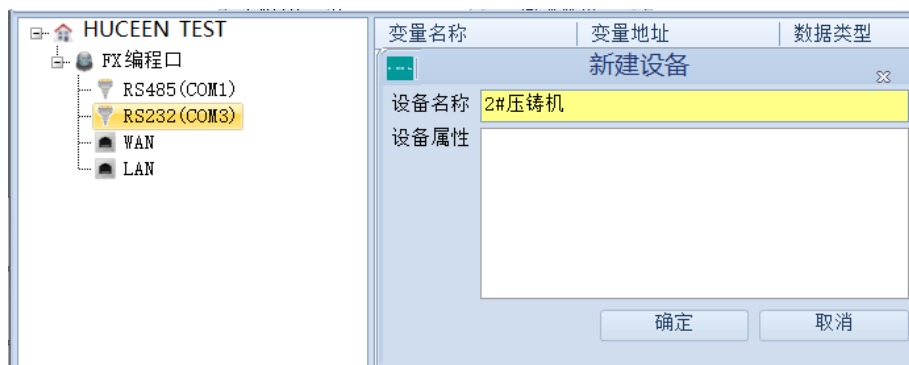 HUCEEN TEST
FX编程口
RS485(COM1)
RS232(COM3)
WAN
LAN
变量名称 变量地址 数据类型
新建设备
设备名称 2#压铸机
设备属性
确定 取消